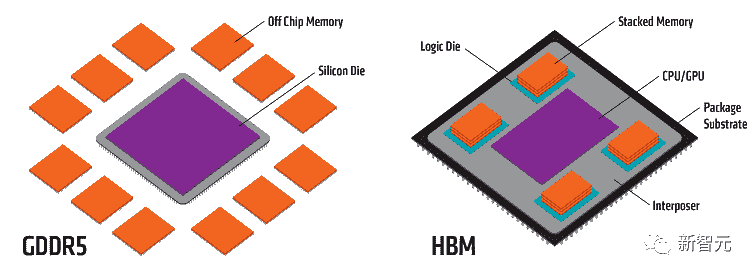 Off Chip Memory
Silicon Die
GDDR5
Stacked Memory
Logic Die
CPU/GPU
Package
Substrate
Interposer
HBM
新智元